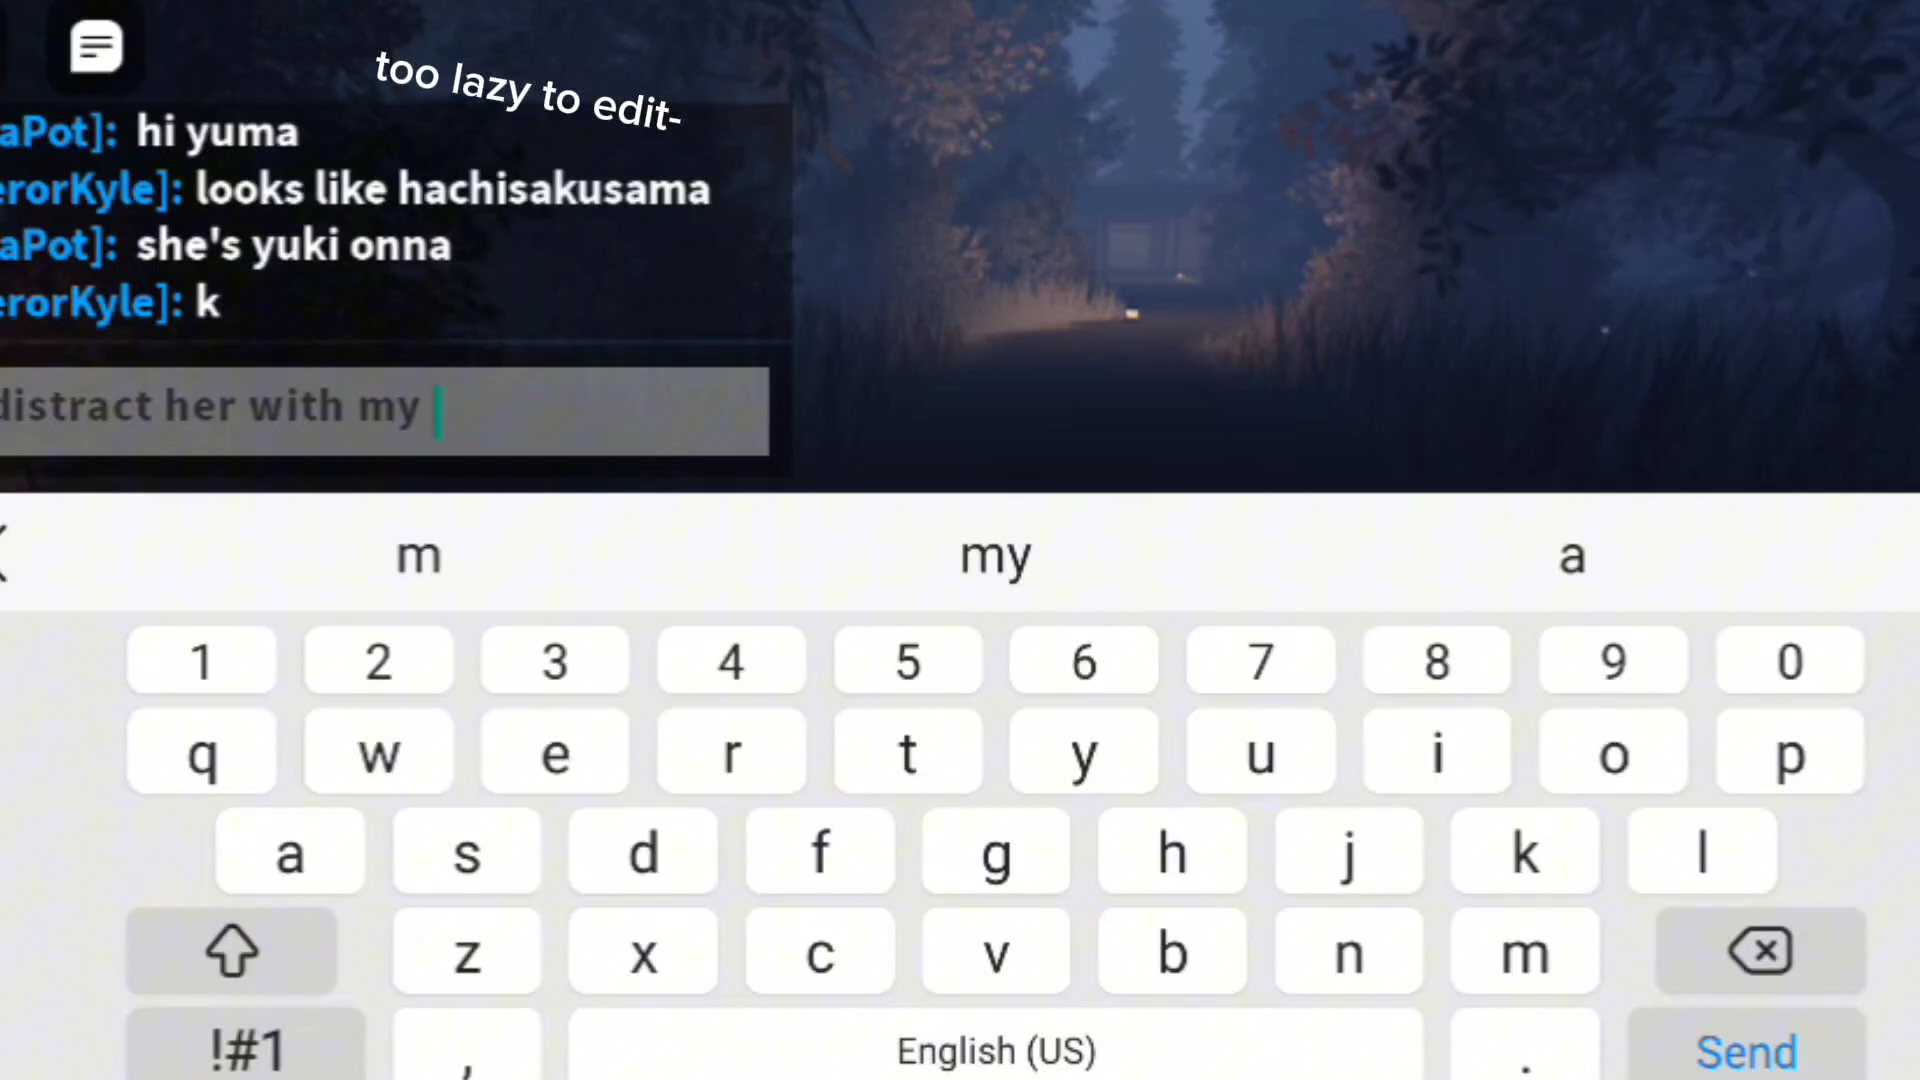 too lazy to edit-
aPot]: hi yuma
erorKyle]: looks like hachisakusama
aPot]: she's yuki onna
erorKyle]: k
distract her with my
m my a
1 2 3 4 5 6 7 8 9 0
q w e r t y u i o p
a s d f g h j k l
z x c v b n m
!#1 , English (US) . Send